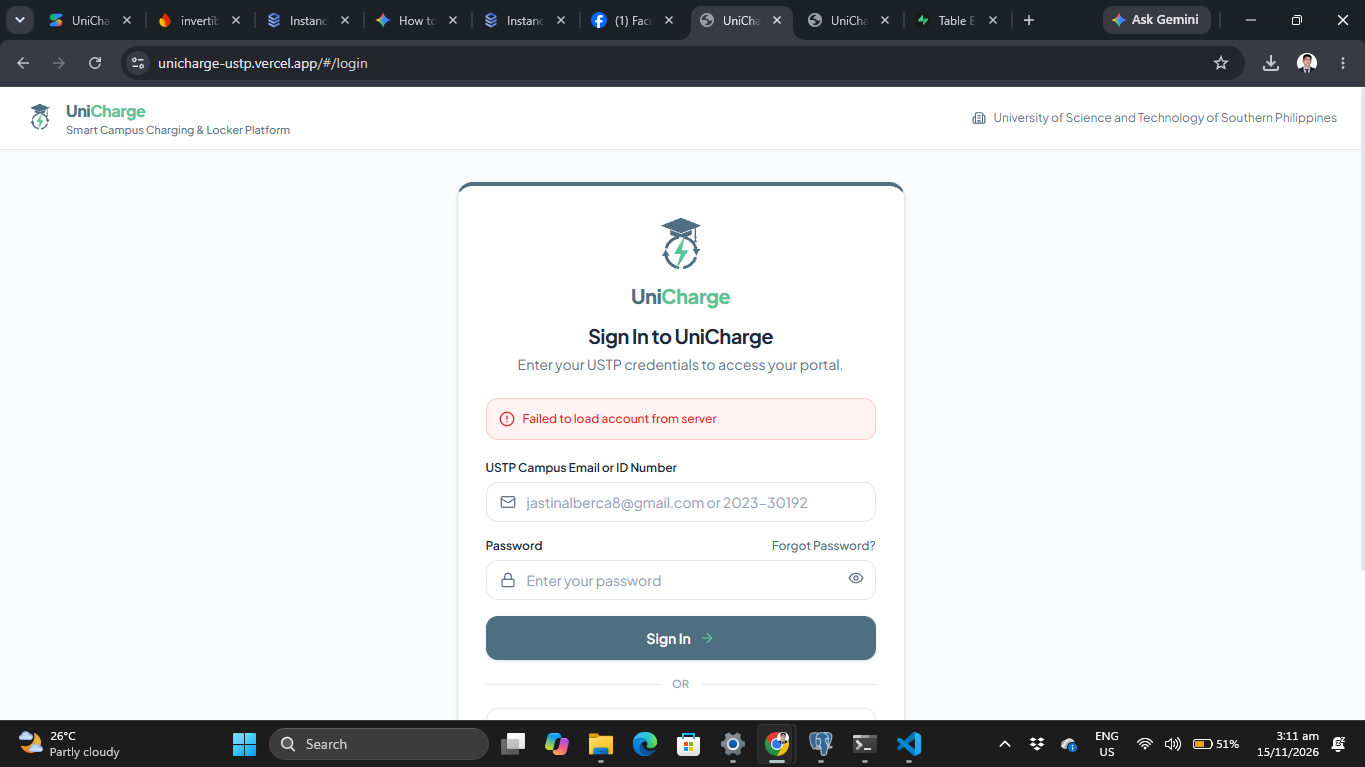 UniCha
invertib
Instanc
How to
Instanc
(1) Fac
UniCha
UniCha
Table E
Ask Gemini
unicharge-ustp.vercel.app/#/login
UniCharge
Smart Campus Charging & Locker Platform
University of Science and Technology of Southern Philippines
UniCharge
Sign In to UniCharge
Enter your USTP credentials to access your portal.
Failed to load account from server
USTP Campus Email or ID Number
jastinalberca8@gmail.com or 2023-30192
Password
Forgot Password?
Enter your password
Sign In
OR
26°C
Partly cloudy
Search
ENG
US
51%
3:11 am
15/11/2026